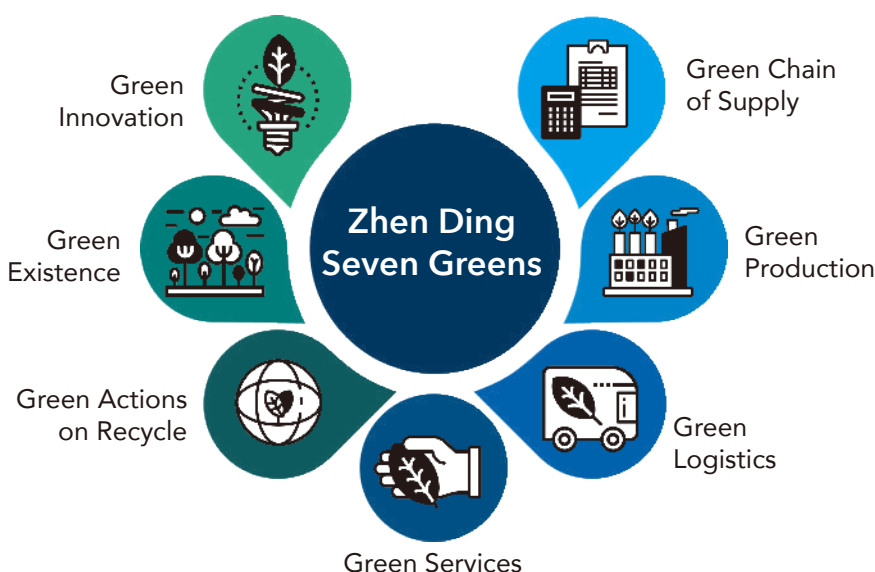 Green
Innovation
Green Chain
of Supply
Zhen Ding
Seven Greens
Green
Existence
Green
Production
Green Actions
on Recycle
Green
Logistics
Green Services